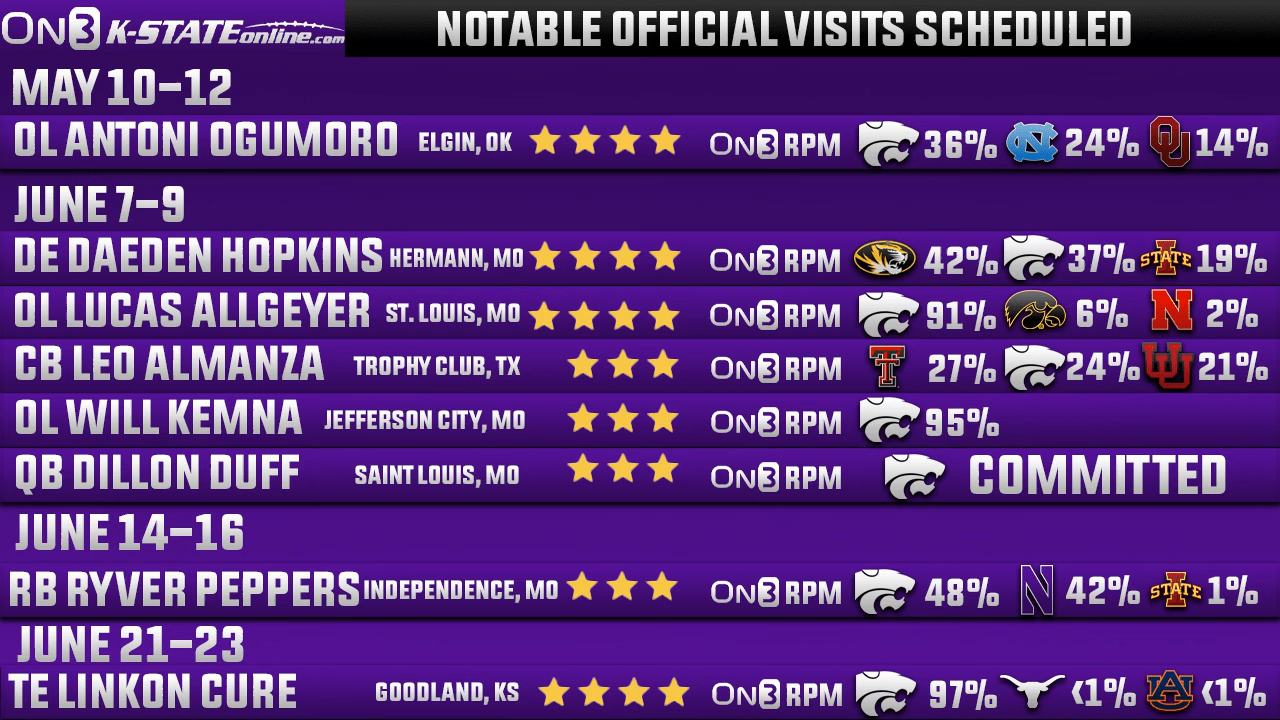 ON3 K-STATEonline.com NOTABLE OFFICIAL VISITS SCHEDULED
MAY 10-12
OL ANTONI OGUMORO ELGIN, OK ON3 RPM 36% NC 24% OU 14%
JUNE 7-9
DE DAEDEN HOPKINS HERMANN, MO ON3 RPM 42% 37% I STATE 19%
OL LUCAS ALLGEYER ST. LOUIS, MO ON3 RPM 91% 6% N 2%
CB LEO ALMANZA TROPHY CLUB, TX ON3 RPM TT 27% 24% UU 21%
OL WILL KEMNA JEFFERSON CITY, MO ON3 RPM 95%
QB DILLON DUFF SAINT LOUIS, MO ON3 RPM COMMITTED
JUNE 14-16
RB RYVER PEPPERS INDEPENDENCE, MO ON3 RPM 48% N 42% I STATE 1%
JUNE 21-23
TE LINKON CURE GOODLAND, KS ON3 RPM 97% <1% AU <1%